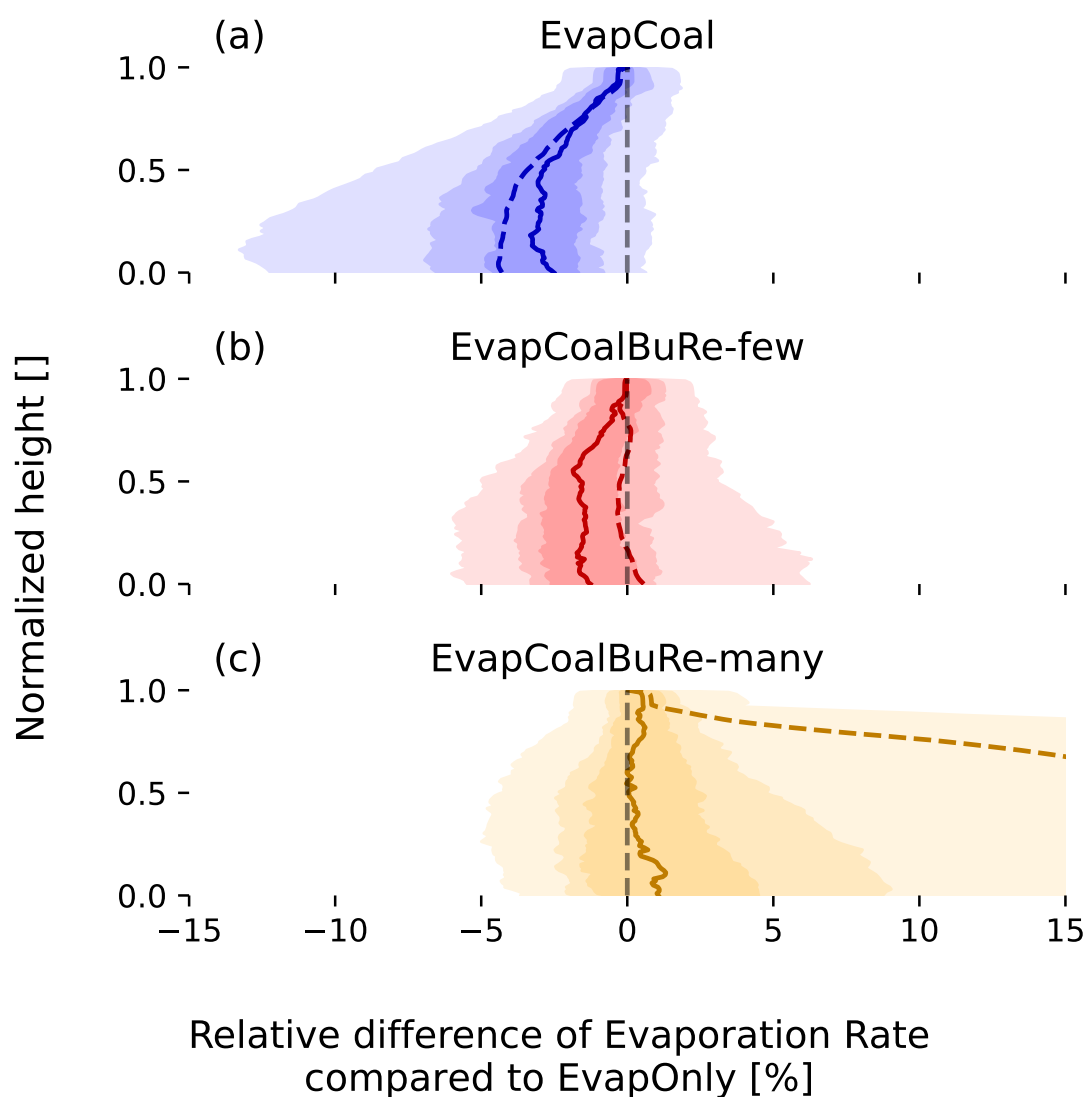 (a) EvapCoal
1.0
0.5
0.0
(b) EvapCoalBuRe-few
1.0
0.5
0.0
(c) EvapCoalBuRe-many
1.0
0.5
0.0
−15 −10 −5 0 5 10 15
Normalized height []
Relative difference of Evaporation Rate
compared to EvapOnly [%]